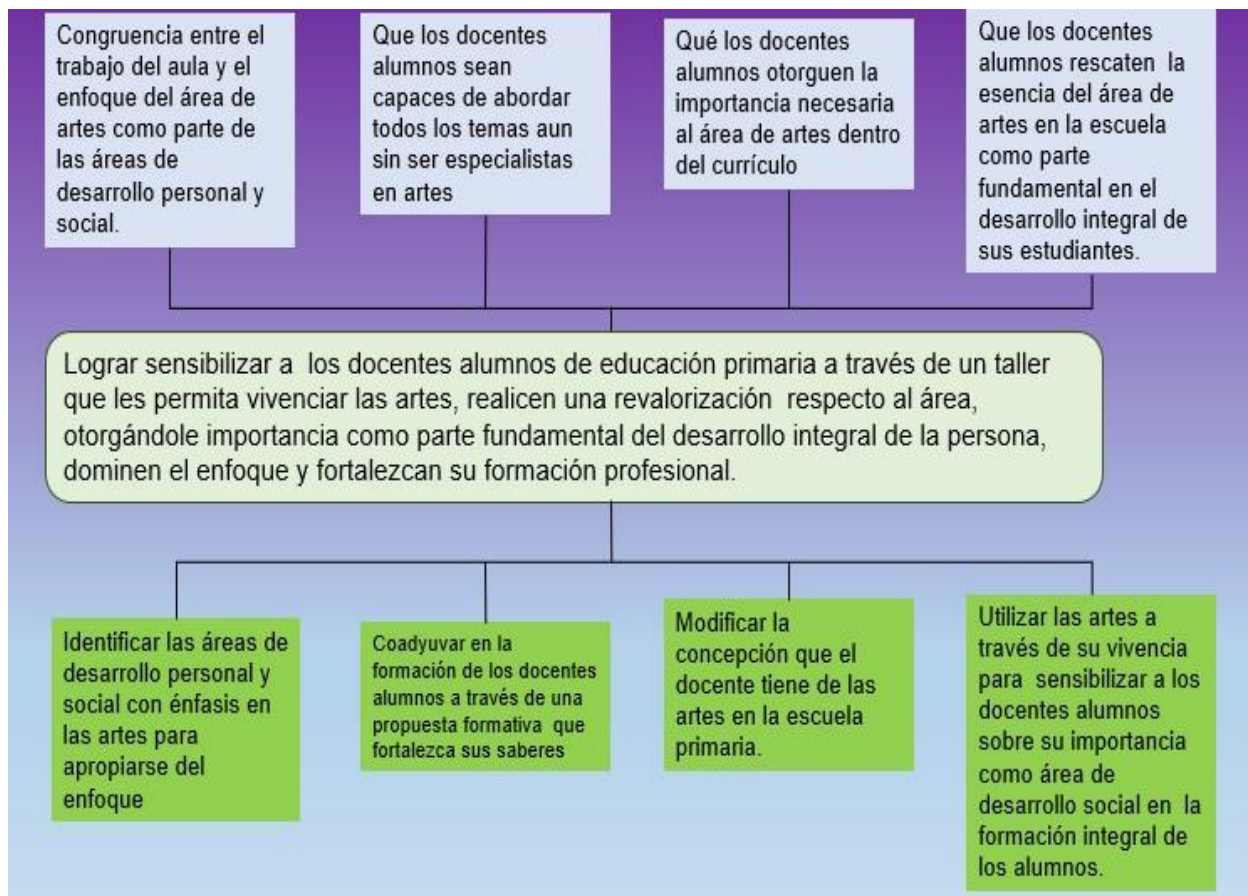 Congruencia entre el
trabajo del aula y el
enfoque del área de
artes como parte de
las áreas de
desarrollo personal y
social.
Que los docentes
alumnos sean
capaces de abordar
todos los temas aun
sin ser especialistas
en artes
Qué los docentes
alumnos otorguen la
importancia necesaria
al área de artes dentro
del currículo
Que los docentes
alumnos rescaten la
esencia del área de
artes en la escuela
como parte
fundamental en el
desarrollo integral de
sus estudiantes.
Lograr sensibilizar a los docentes alumnos de educación primaria a través de un taller
que les permita vivenciar las artes, realicen una revalorización respecto al área,
otorgándole importancia como parte fundamental del desarrollo integral de la persona,
dominen el enfoque y fortalezcan su formación profesional.
Identificar las áreas de
desarrollo personal y
social con énfasis en
las artes para
apropiarse del
enfoque
Coadyuvar en la
formación de los docentes
alumnos a través de una
propuesta formativa que
fortalezca sus saberes
Modificar la
concepción que el
docente tiene de las
artes en la escuela
primaria.
Utilizar las artes a
través de su vivencia
para sensibilizar a los
docentes alumnos
sobre su importancia
como área de
desarrollo social en la
formación integral de
los alumnos.